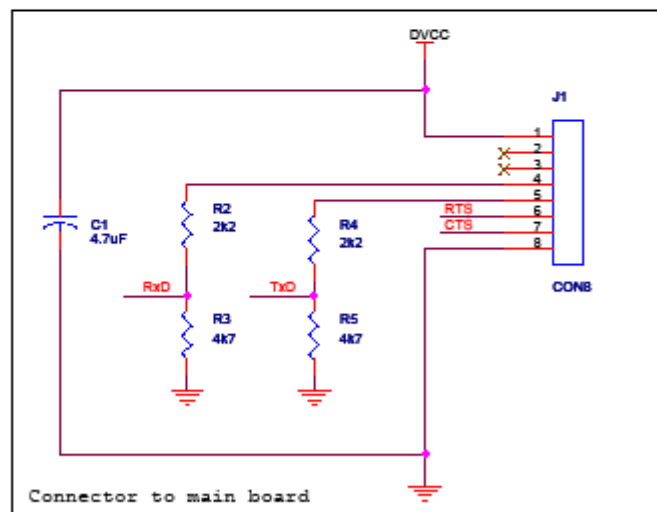 DVCC
J1
1
2
3
4
5
RTS 6
CTS 7
8
CON8
C1
4.7uF
R2
2k2
R4
2k2
RxD
TxD
R3
4k7
R5
4k7
Connector to main board